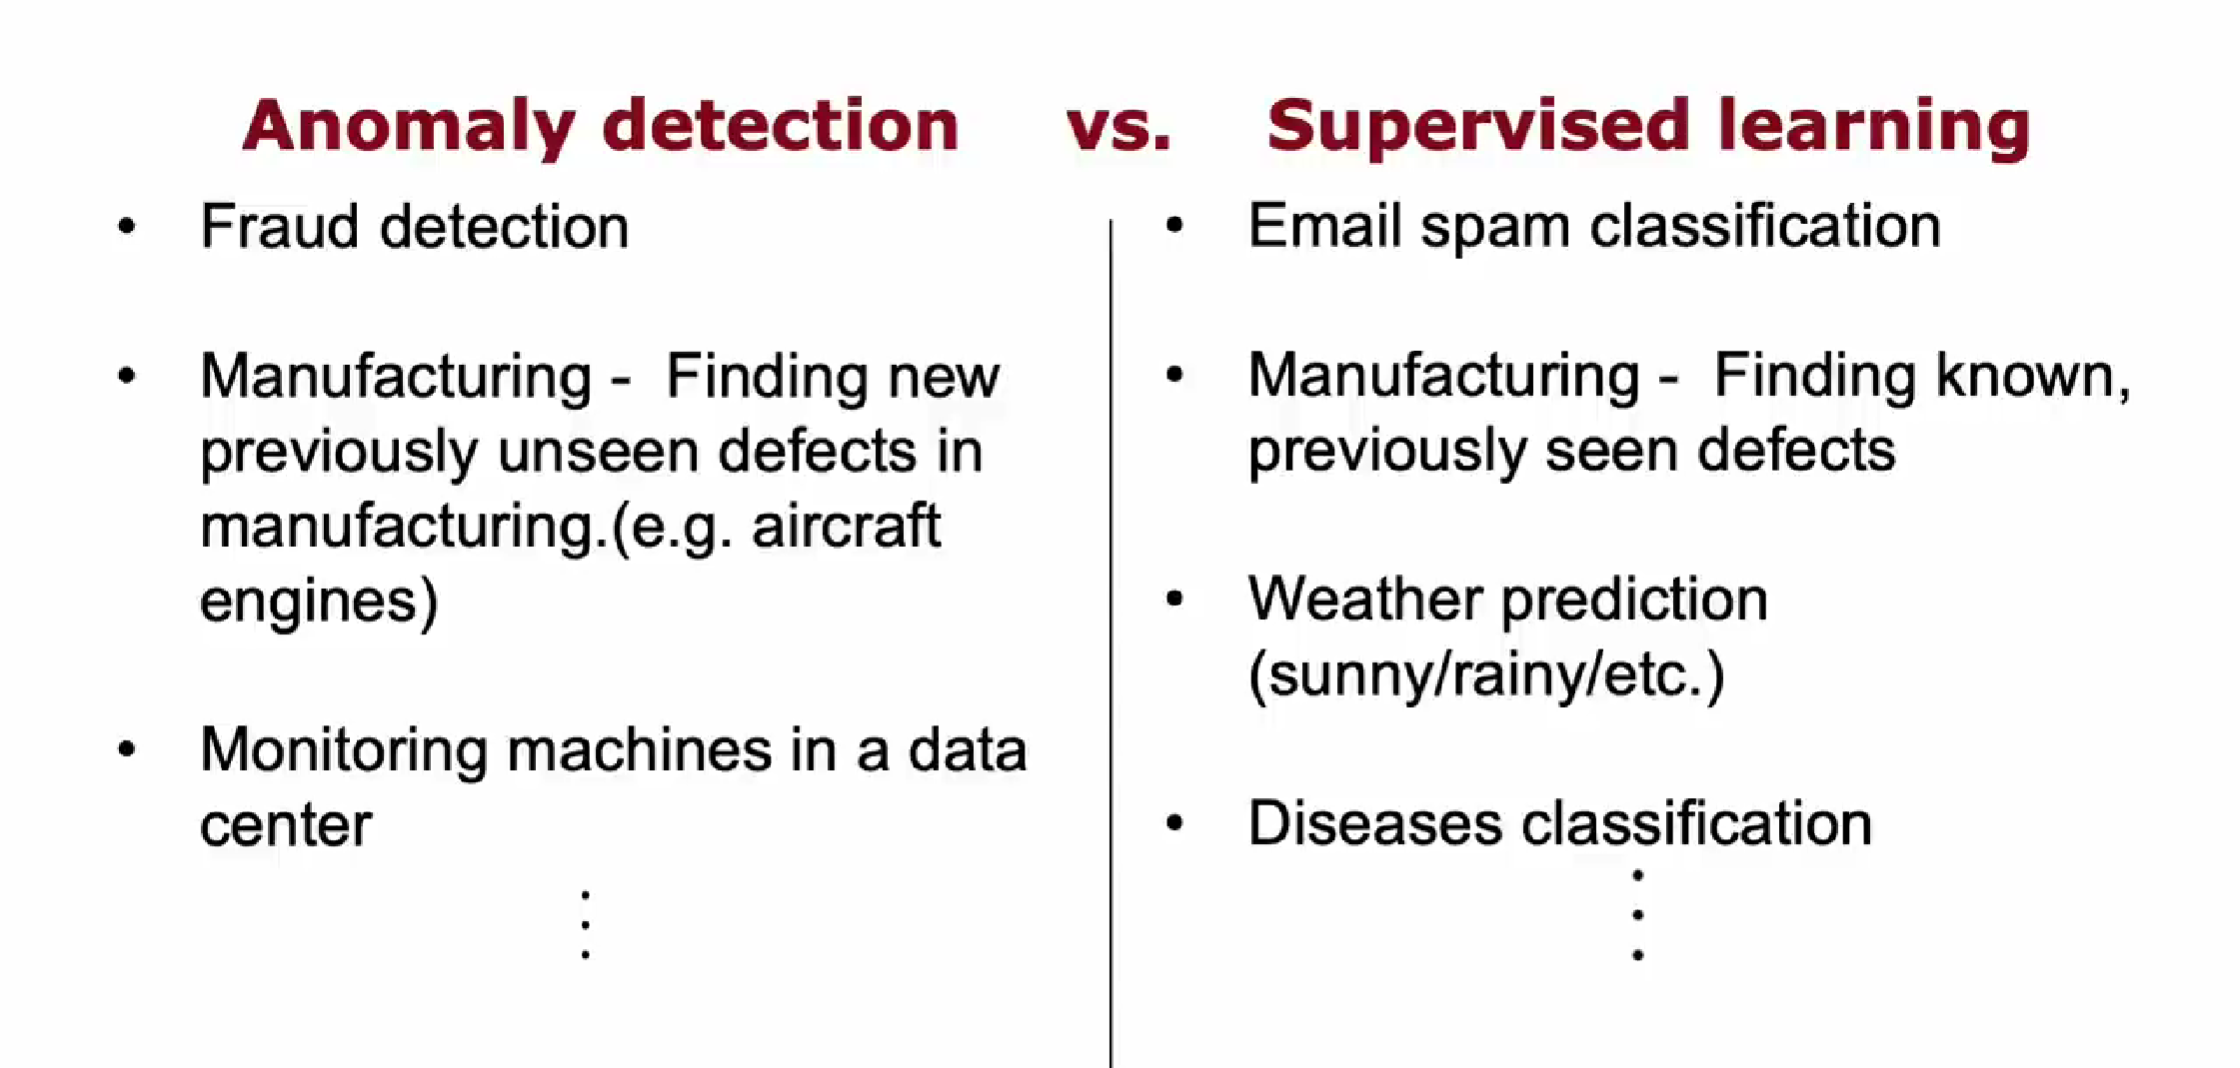 Anomaly detection vs. Supervised learning
• Fraud detection
• Manufacturing - Finding new
previously unseen defects in
manufacturing.(e.g. aircraft
engines)
• Monitoring machines in a data
center
• Email spam classification
• Manufacturing - Finding known,
previously seen defects
• Weather prediction
(sunny/rainy/etc.)
• Diseases classification